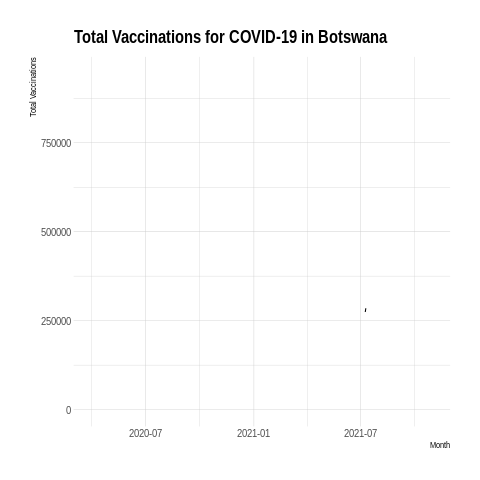 Total Vaccinations for COVID-19 in Botswana
Total Vaccinations
750000
500000
250000
0
2020-07 2021-01 2021-07
Month